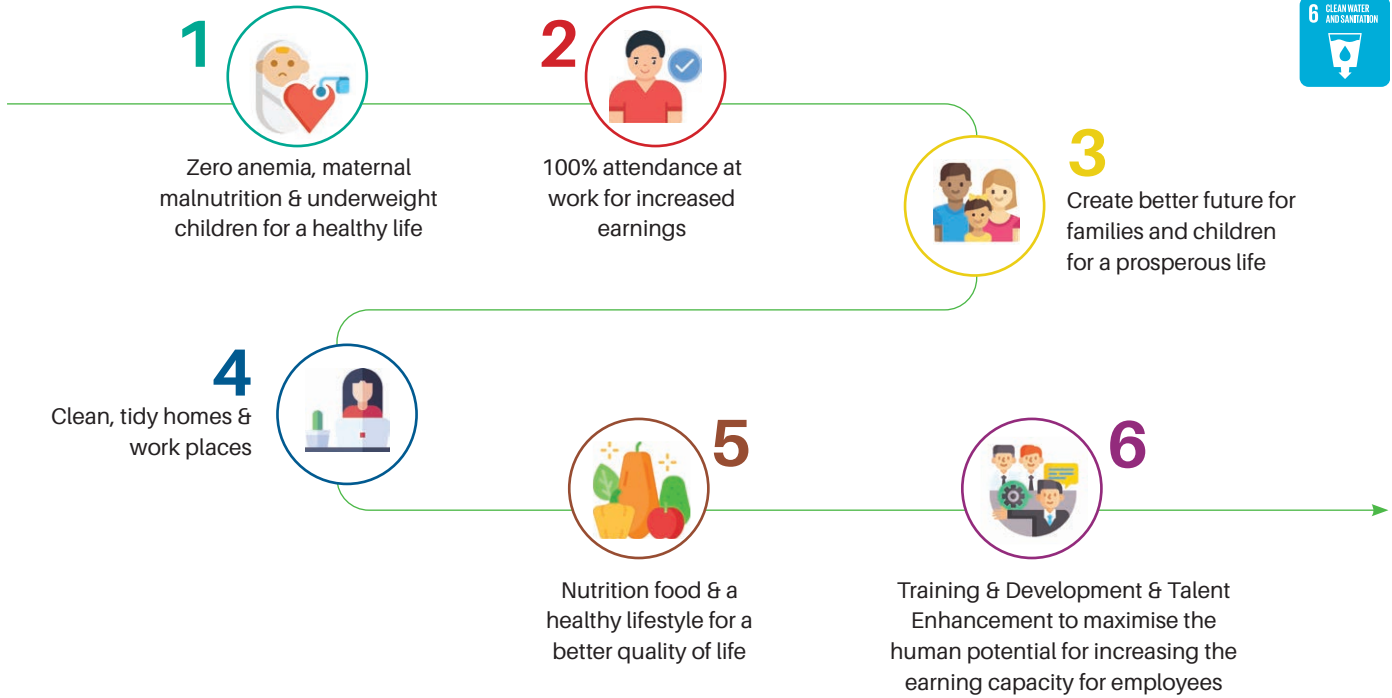 6 CLEAN WATER
AND SANITATION
1
Zero anemia, maternal
malnutrition & underweight
children for a healthy life
2
100% attendance at
work for increased
earnings
3
Create better future for
families and children
for a prosperous life
4
Clean, tidy homes &
work places
5
Nutrition food & a
healthy lifestyle for a
better quality of life
6
Training & Development & Talent
Enhancement to maximise the
human potential for increasing the
earning capacity for employees